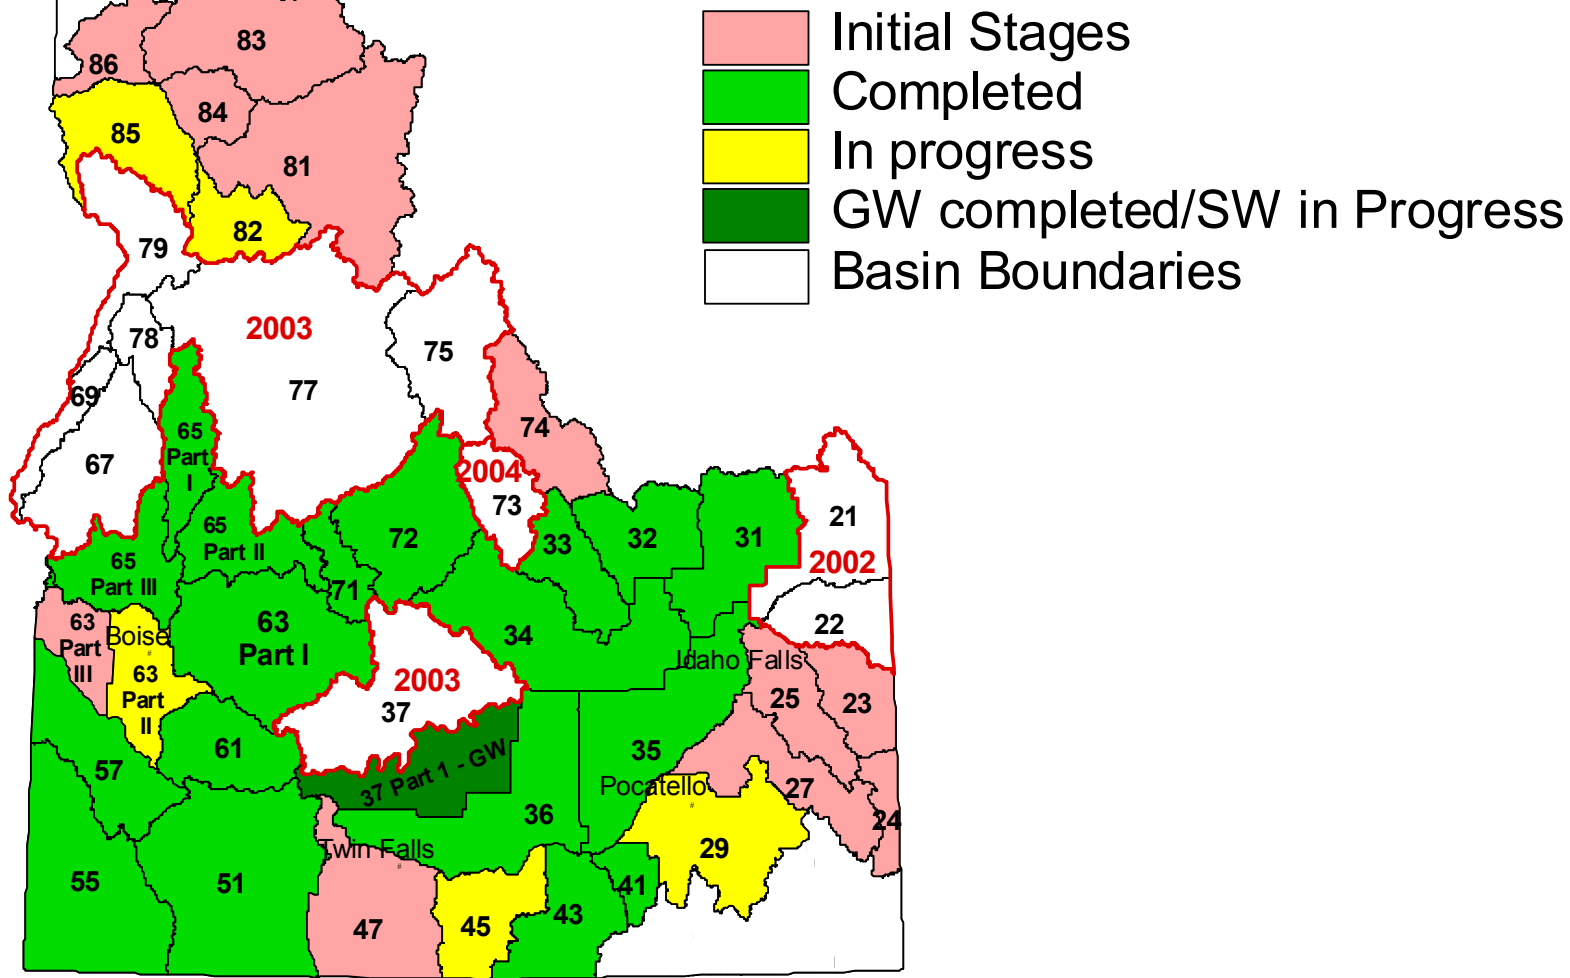 Initial Stages
Completed
In progress
GW completed/SW in Progress
Basin Boundaries
83
86
84
85
81
82
79
2003
78
75
77
69
74
65
Part
I
67
2004
73
21
65
Part II
72
33
32
31
2002
65
Part III
71
22
63
Part
III
Boise
63
Part I
34
Idaho Falls
63
Part
II
2003
37
25
23
61
35
57
37 Part 1 - GW
Pocatello
27
36
24
Twin Falls
29
55
51
41
43
47
45